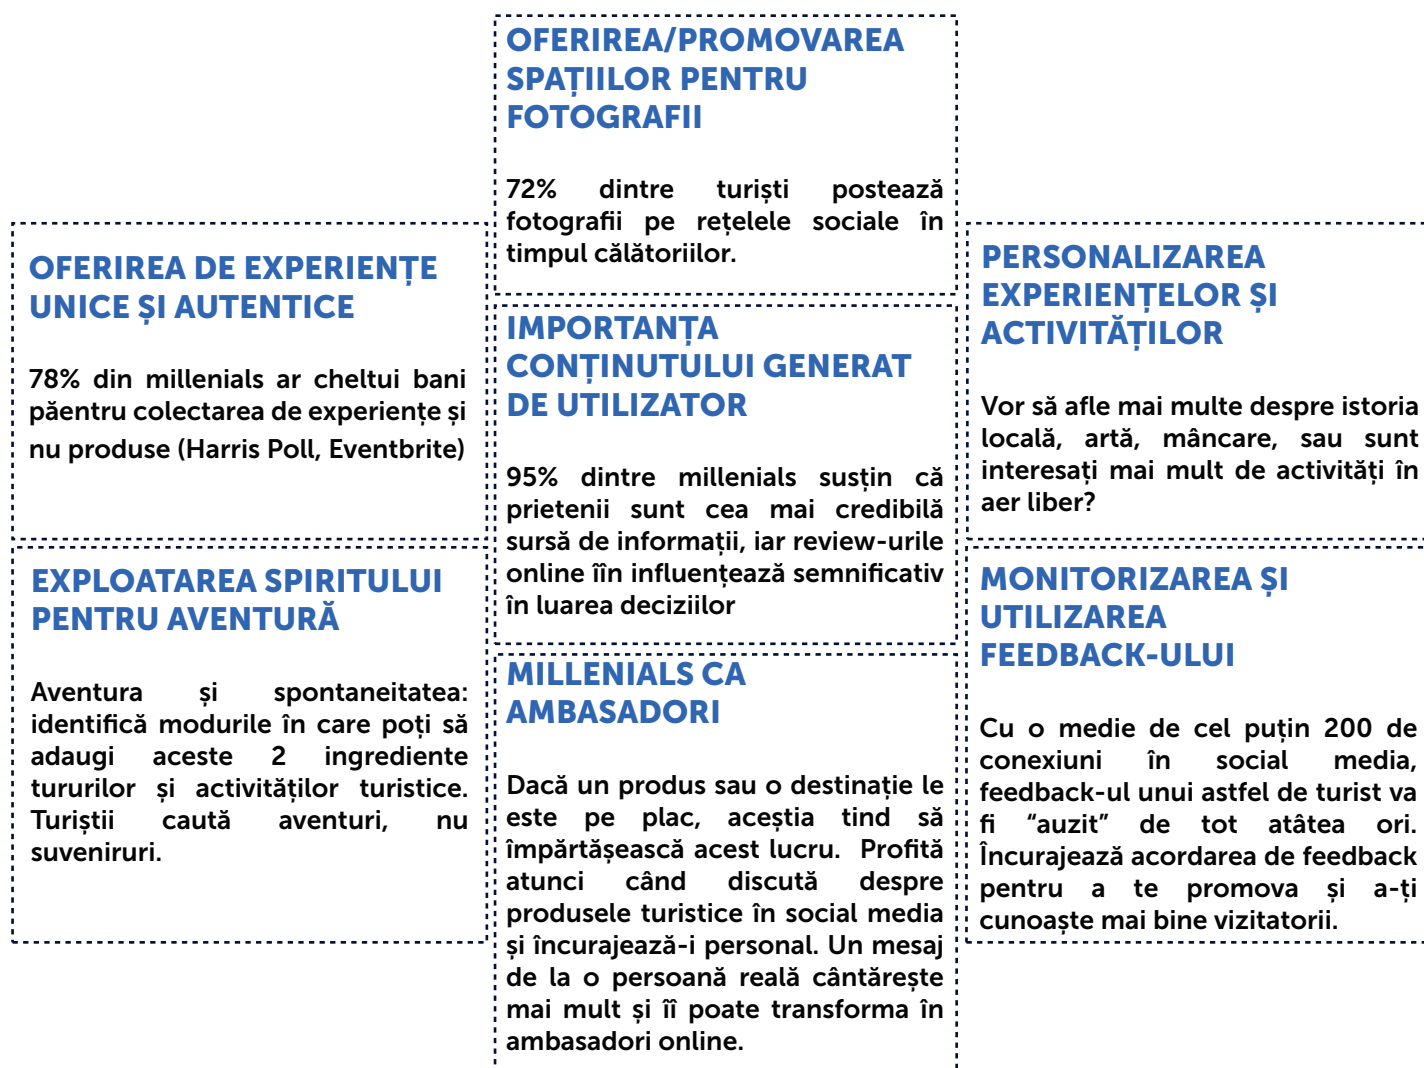 OFERIREA/PROMOVAREA
SPAȚIILOR PENTRU
FOTOGRAFII
72% dintre turiști postează
fotografii pe rețelele sociale în
timpul călătoriilor.
OFERIREA DE EXPERIENȚE
UNICE ȘI AUTENTICE
78% din millenials ar cheltui bani
păentru colectarea de experiențe și
nu produse (Harris Poll, Eventbrite)
EXPLOATAREA SPIRITULUI
PENTRU AVENTURĂ
Aventura și spontaneitatea:
identifică modurile în care poți să
adaugi aceste 2 ingrediente
tururilor și activităților turistice.
Turiștii caută aventuri, nu
suveniruri.
IMPORTANȚA
CONȚINUTULUI GENERAT
DE UTILIZATOR
95% dintre millenials susțin că
prietenii sunt cea mai credibilă
sursă de informații, iar review-urile
online îin influențează semnificativ
în luarea deciziilor
MILLENIALS CA
AMBASADORI
Dacă un produs sau o destinație le
este pe plac, aceștia tind să
împărtășească acest lucru. Profită
atunci când discută despre
produsele turistice în social media
și încurajează-i personal. Un mesaj
de la o persoană reală cântărește
mai mult și îî poate transforma în
ambasadori online.
PERSONALIZAREA
EXPERIENȚELOR ȘI
ACTIVITĂȚILOR
Vor să afle mai multe despre istoria
locală, artă, mâncare, sau sunt
interesați mai mult de activități în
aer liber?
MONITORIZAREA ȘI
UTILIZAREA
FEEDBACK-ULUI
Cu o medie de cel puțin 200 de
conexiuni în social media,
feedback-ul unui astfel de turist va
fi “auzit” de tot atâtea ori.
Încurajează acordarea de feedback
pentru a te promova și a-ți
cunoaște mai bine vizitatorii.